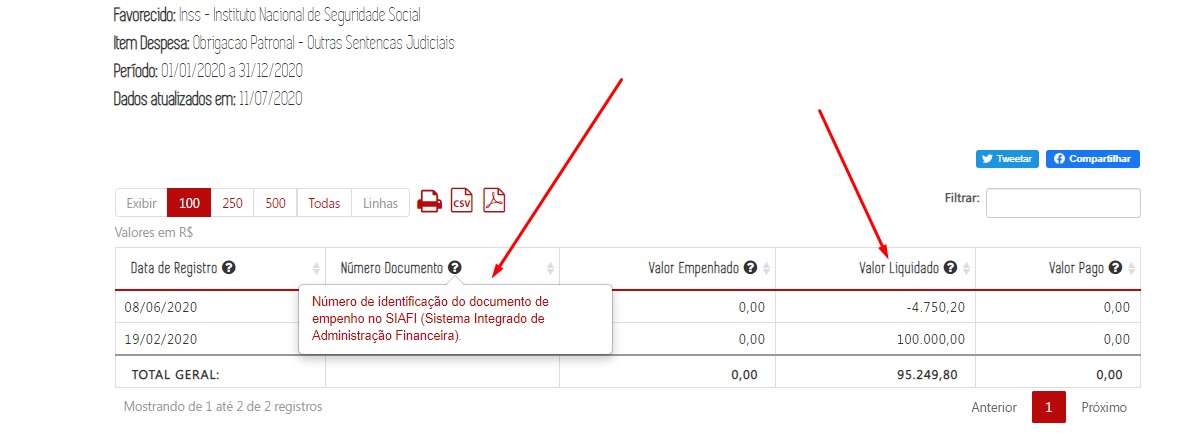 Favorecido: Inss - Instituto Nacional de Seguridade Social
Item Despesa: Obrigacao Patronal - Outras Sentencas Judiciais
Período: 01/01/2020 a 31/12/2020
Dados atualizados em: 11/07/2020
Tweetar Compartilhar
Exibir 100 250 500 Todas Linhas CSV Filtrar:
Valores em R$
Data de Registro ? Número Documento ? Valor Empenhado ? Valor Liquidado ? Valor Pago ?
Número de identificação do documento de
empenho no SIAFI (Sistema Integrado de
Administração Financeira).
08/06/2020 0,00 -4.750,20 0,00
19/02/2020 0,00 100.000,00 0,00
TOTAL GERAL: 0,00 95.249,80 0,00
Mostrando de 1 até 2 de 2 registros Anterior 1 Próximo